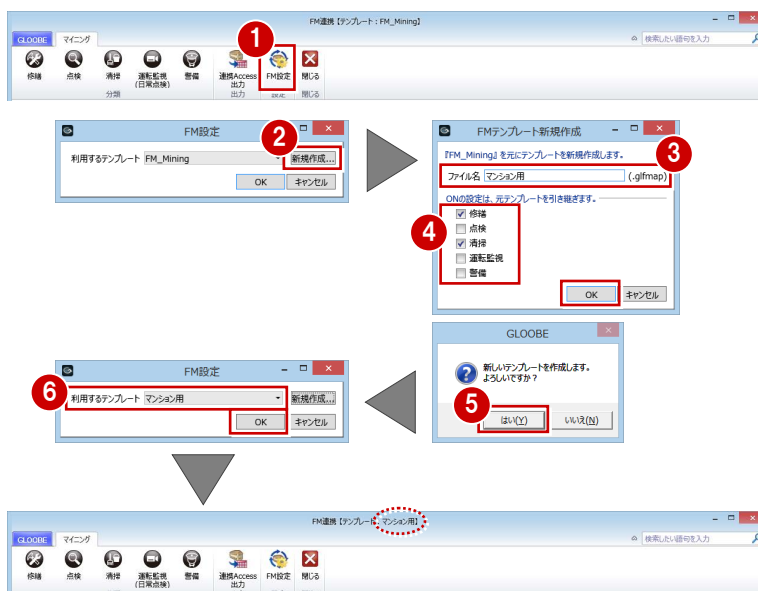 FM連携 【テンプレート : FM_Mining】
GLOOBE マイニング 検索したい語句を入力
1
修繕 点検 清掃 運転監視 警備 連携Access FM設定 閉じる
(日常点検) 出力
分類 出力 設定 閉じる
FM設定
2
利用するテンプレート FM_Mining 新規作成...
OK キャンセル
FMテンプレート新規作成
『FM_Mining』を元にテンプレートを新規作成します。
3
ファイル名 マンション用 (.glfmap)
ONの設定は、元テンプレートを引き継ぎます。
4
修繕
点検
清掃
運転監視
警備
OK キャンセル
GLOOBE
新しいテンプレートを作成します。
よろしいですか?
5
はい(Y) いいえ(N)
FM設定
6
利用するテンプレート マンション用 新規作成...
OK キャンセル
FM連携 【テンプレート : マンション用】
GLOOBE マイニング 検索したい語句を入力
修繕 点検 清掃 運転監視 警備 連携Access FM設定 閉じる
(日常点検) 出力